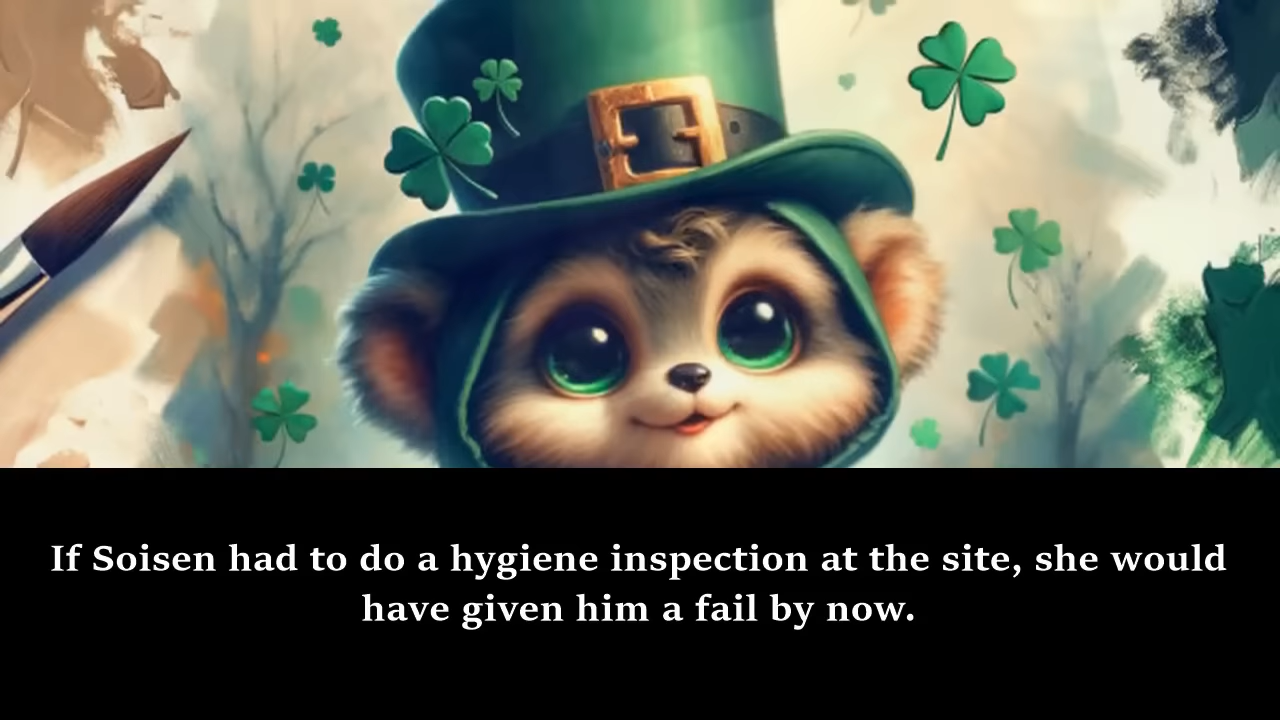 If Soisen had to do a hygiene inspection at the site, she would
have given him a fail by now.